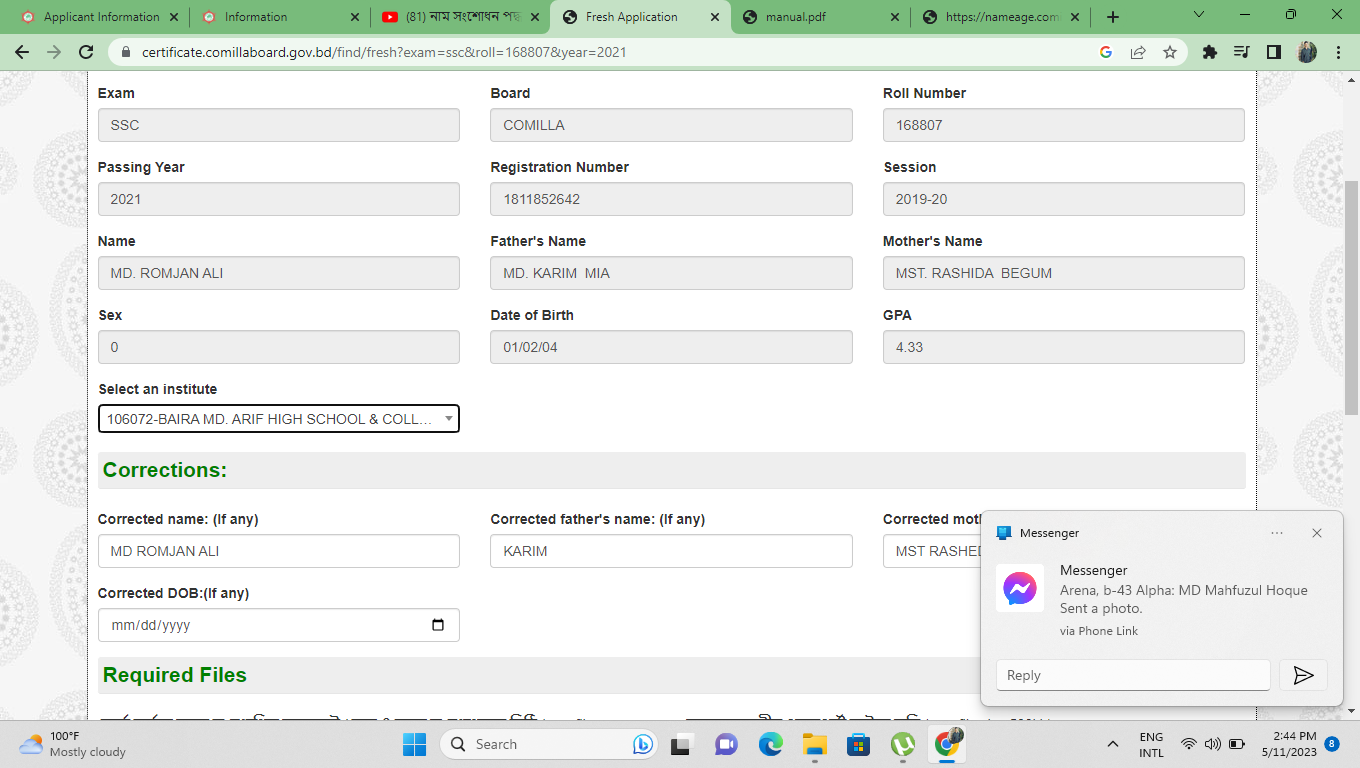 Applicant Information
Information
(81) নাম সংশোধন পদ্ধ
Fresh Application
manual.pdf
https://nameage.com
certificate.comillaboard.gov.bd/find/fresh?exam=ssc&roll=168807&year=2021
Exam Board Roll Number
SSC COMILLA 168807
Passing Year Registration Number Session
2021 1811852642 2019-20
Name Father's Name Mother's Name
MD. ROMJAN ALI MD. KARIM  MIA MST. RASHIDA  BEGUM
Sex Date of Birth GPA
0 01/02/04 4.33
Select an institute
106072-BAIRA MD. ARIF HIGH SCHOOL & COLL...
Corrections:
Corrected name: (If any) Corrected father's name: (If any) Corrected
MD ROMJAN ALI KARIM MST RASHED
Corrected DOB:(If any)
mm/dd/yyyy
Required Files
Messenger
Messenger
Arena, b-43 Alpha: MD Mahfuzul Hoque
Sent a photo.
via Phone Link
Reply
100°F
Mostly cloudy
Search
ENG
INTL
2:44 PM
5/11/2023
8